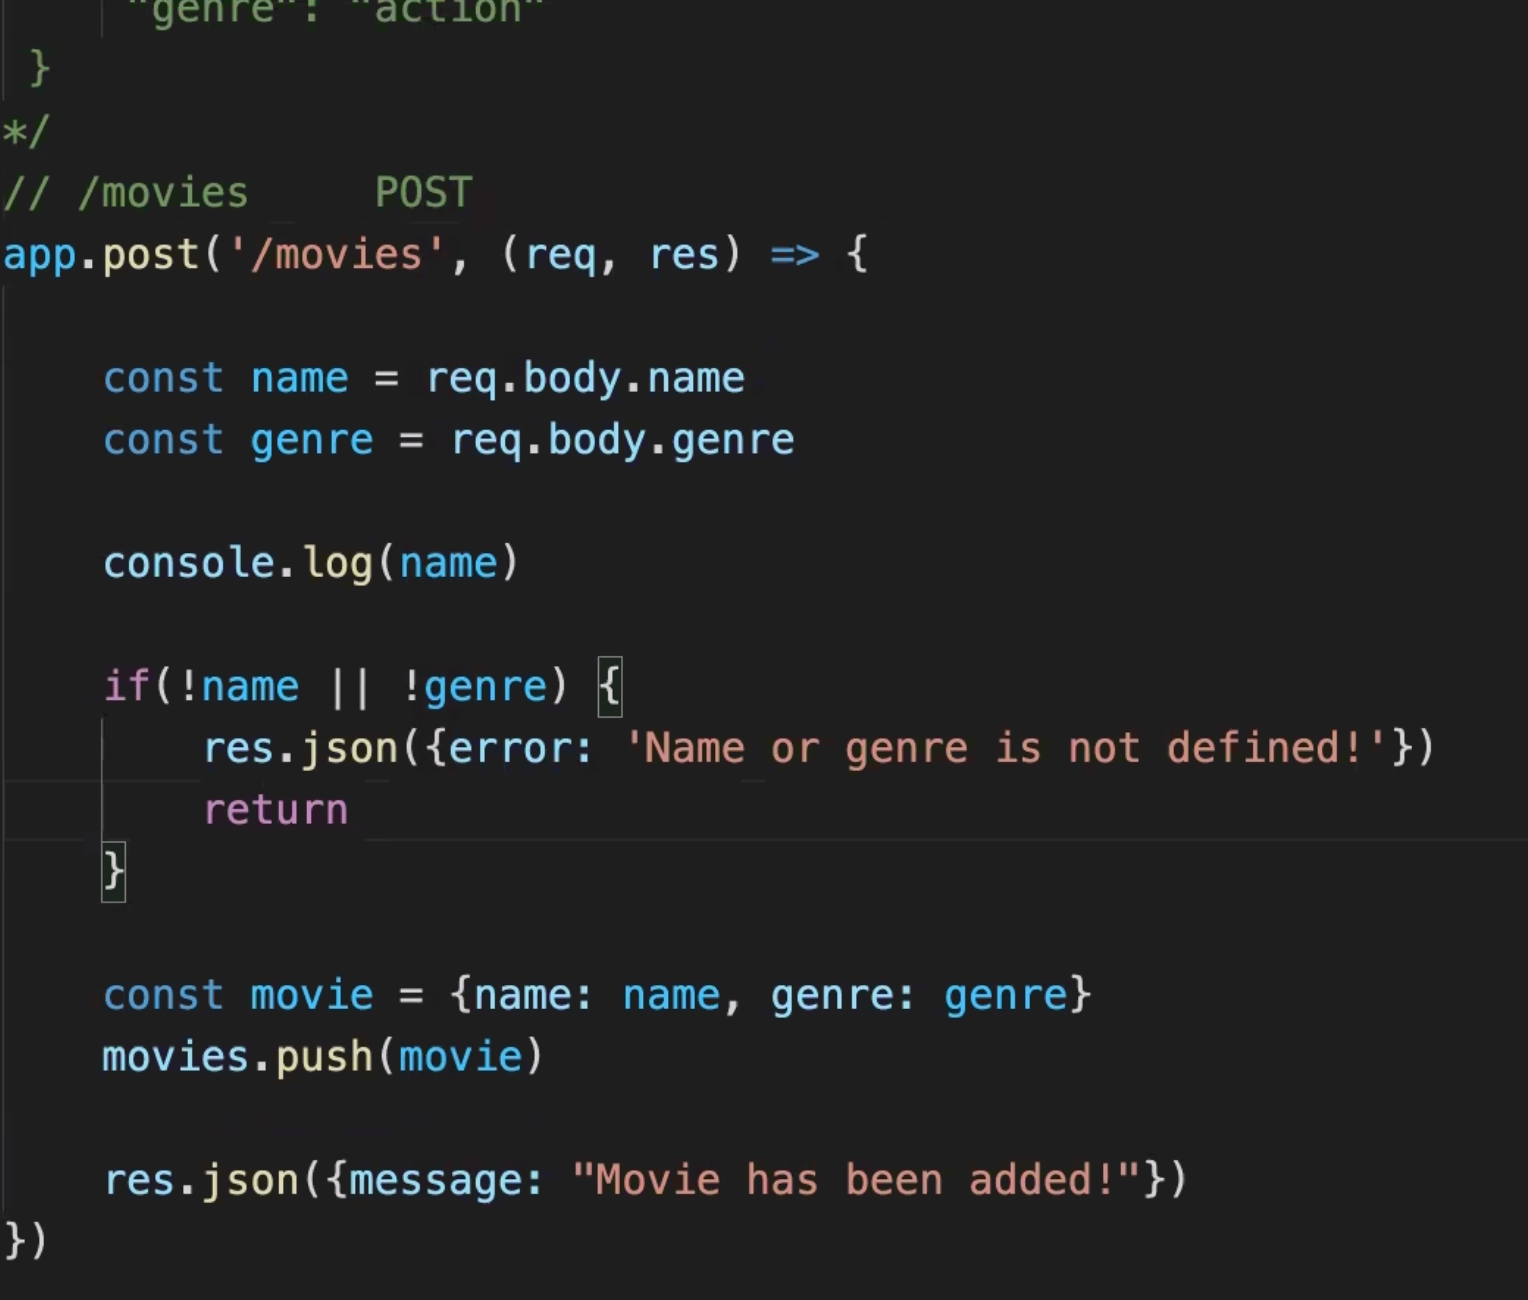 "genre": "action"
}
*/
// /movies POST
app.post('/movies', (req, res) => {
const name = req.body.name
const genre = req.body.genre
console.log(name)
if(!name || !genre) {
res.json({error: 'Name or genre is not defined!'})
return
}
const movie = {name: name, genre: genre}
movies.push(movie)
res.json({message: "Movie has been added!"})
})